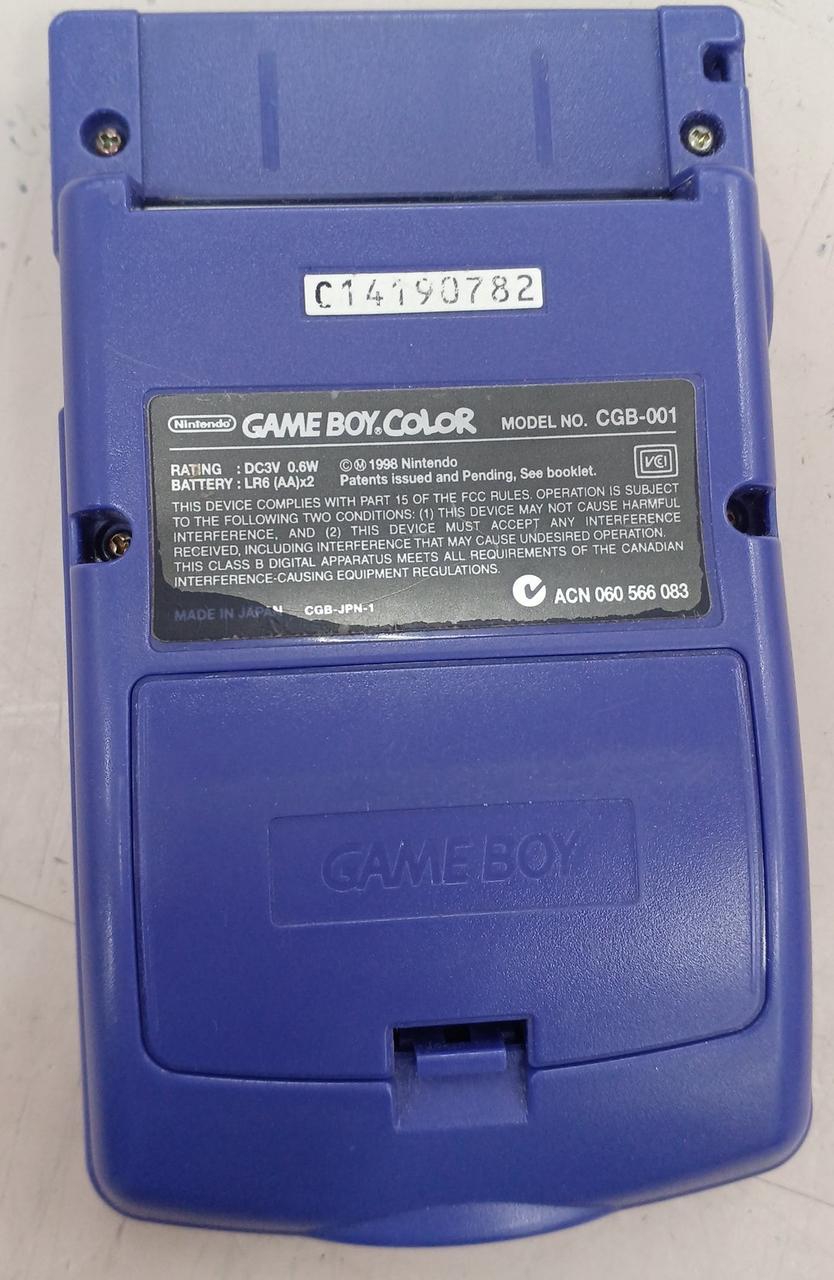 C14190782
Nintendo GAME BOY COLOR MODEL NO. CGB-001
RATING : DC3V 0.6W ©Ⓜ1998 Nintendo VCI
BATTERY : LR6 (AA)x2 Patents issued and Pending, See booklet.
THIS DEVICE COMPLIES WITH PART 15 OF THE FCC RULES. OPERATION IS SUBJECT
TO THE FOLLOWING TWO CONDITIONS: (1) THIS DEVICE MAY NOT CAUSE HARMFUL
INTERFERENCE, AND (2) THIS DEVICE MUST ACCEPT ANY INTERFERENCE
RECEIVED, INCLUDING INTERFERENCE THAT MAY CAUSE UNDESIRED OPERATION.
THIS CLASS B DIGITAL APPARATUS MEETS ALL REQUIREMENTS OF THE CANADIAN
INTERFERENCE-CAUSING EQUIPMENT REGULATIONS.
ACN 060 566 083
MADE IN JAPAN CGB-JPN-1
GAME BOY